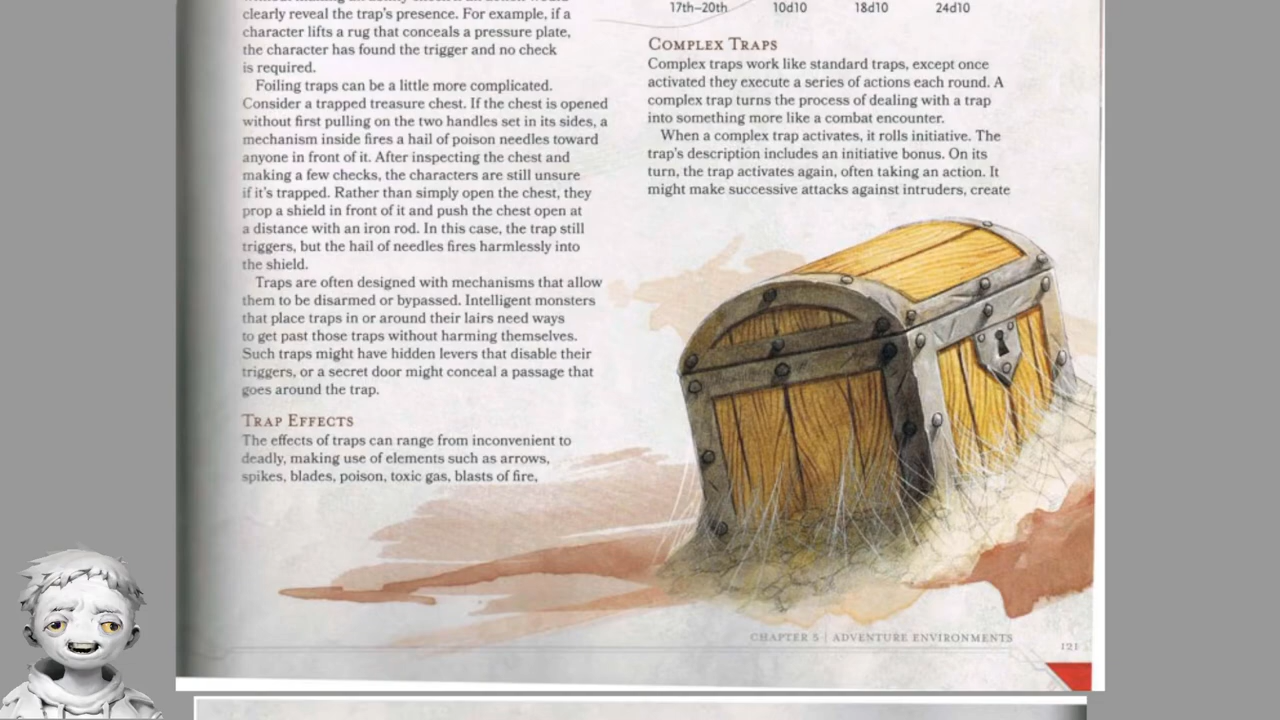 clearly reveal the trap's presence. For example, if a
character lifts a rug that conceals a pressure plate,
the character has found the trigger and no check
is required.
Foiling traps can be a little more complicated.
Consider a trapped treasure chest. If the chest is opened
without first pulling on the two handles set in its sides, a
mechanism inside fires a hail of poison needles toward
anyone in front of it. After inspecting the chest and
making a few checks, the characters are still unsure
if it's trapped. Rather than simply open the chest, they
prop a shield in front of it and push the chest open at
a distance with an iron rod. In this case, the trap still
triggers, but the hail of needles fires harmlessly into
the shield.
Traps are often designed with mechanisms that allow
them to be disarmed or bypassed. Intelligent monsters
that place traps in or around their lairs need ways
to get past those traps without harming themselves.
Such traps might have hidden levers that disable their
triggers, or a secret door might conceal a passage that
goes around the trap.
TRAP EFFECTS
The effects of traps can range from inconvenient to
deadly, making use of elements such as arrows,
spikes, blades, poison, toxic gas, blasts of fire,
17th–20th 10d10 18d10 24d10
COMPLEX TRAPS
Complex traps work like standard traps, except once
activated they execute a series of actions each round. A
complex trap turns the process of dealing with a trap
into something more like a combat encounter.
When a complex trap activates, it rolls initiative. The
trap's description includes an initiative bonus. On its
turn, the trap activates again, often taking an action. It
might make successive attacks against intruders, create
CHAPTER 5 | ADVENTURE ENVIRONMENTS
121